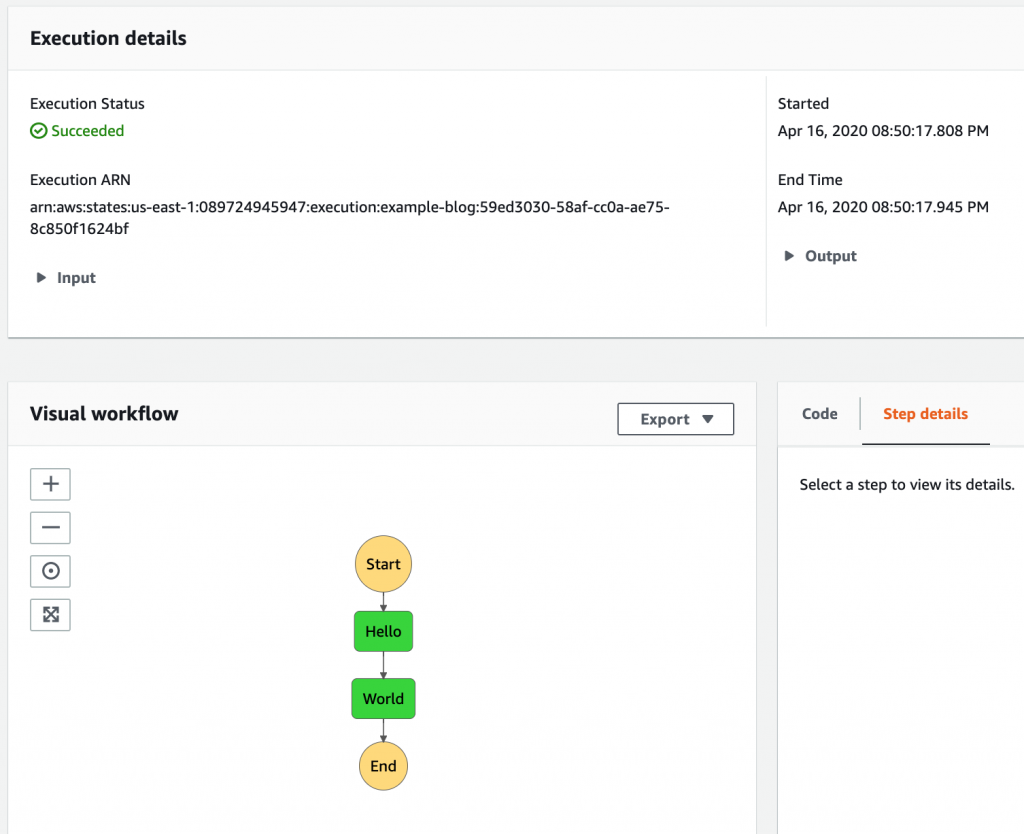 Execution details
Execution Status
Succeeded
Execution ARN
arn:aws:states:us-east-1:089724945947:execution:example-blog:59ed3030-58af-cc0a-ae75-
8c850f1624bf
Input
Started
Apr 16, 2020 08:50:17.808 PM
End Time
Apr 16, 2020 08:50:17.945 PM
Output
Visual workflow
Export
Start
Hello
World
End
Code
Step details
Select a step to view its details.